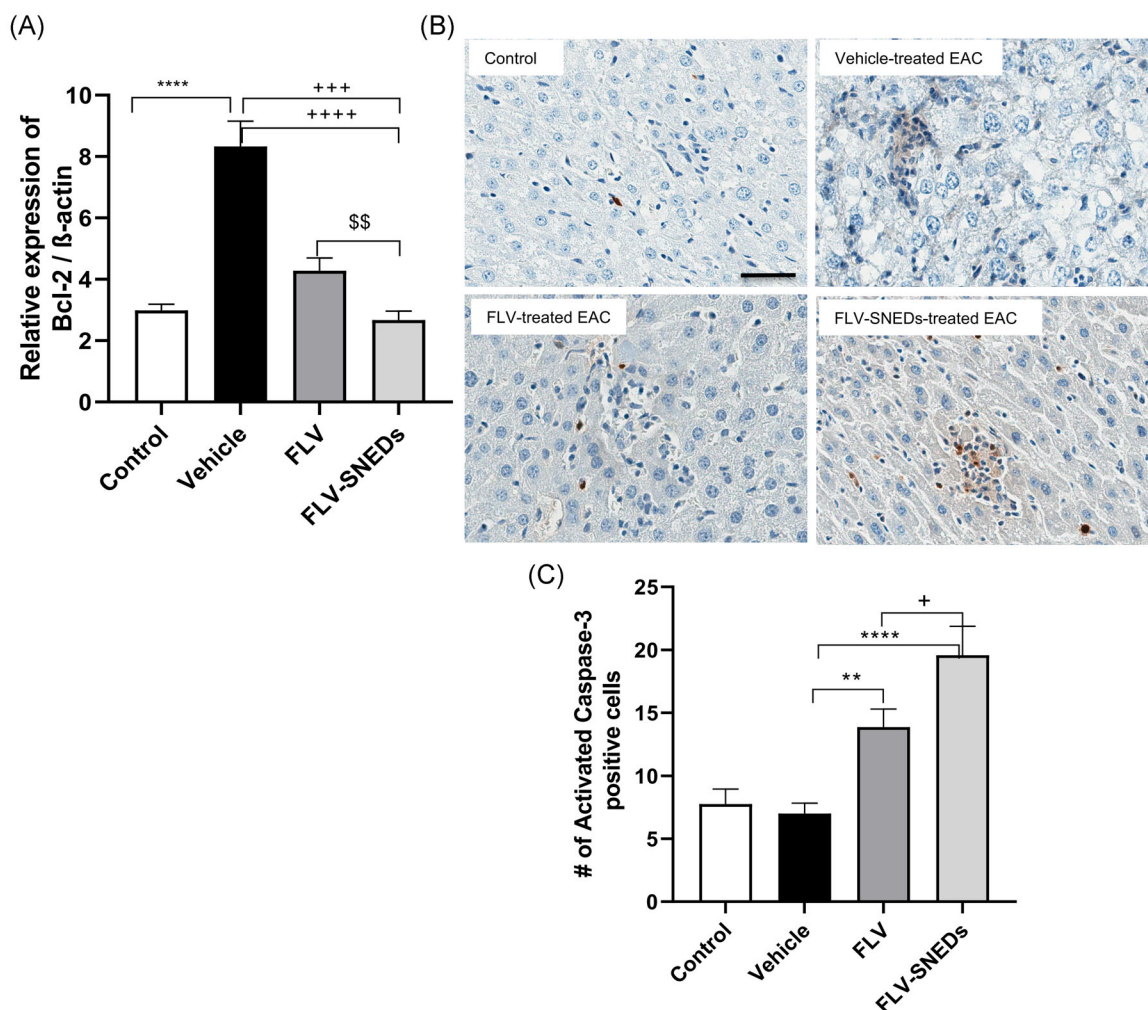 (A)
****
+++
++++
$$
Relative expression of
Bcl-2 / ß-actin
10
8
6
4
2
0
Control
Vehicle
FLV
FLV-SNEDs
(B)
Control
Vehicle-treated EAC
FLV-treated EAC
FLV-SNEDs-treated EAC
(C)
+
****
**
# of Activated Caspase-3
positive cells
25
20
15
10
5
0
Control
Vehicle
FLV
FLV-SNEDs